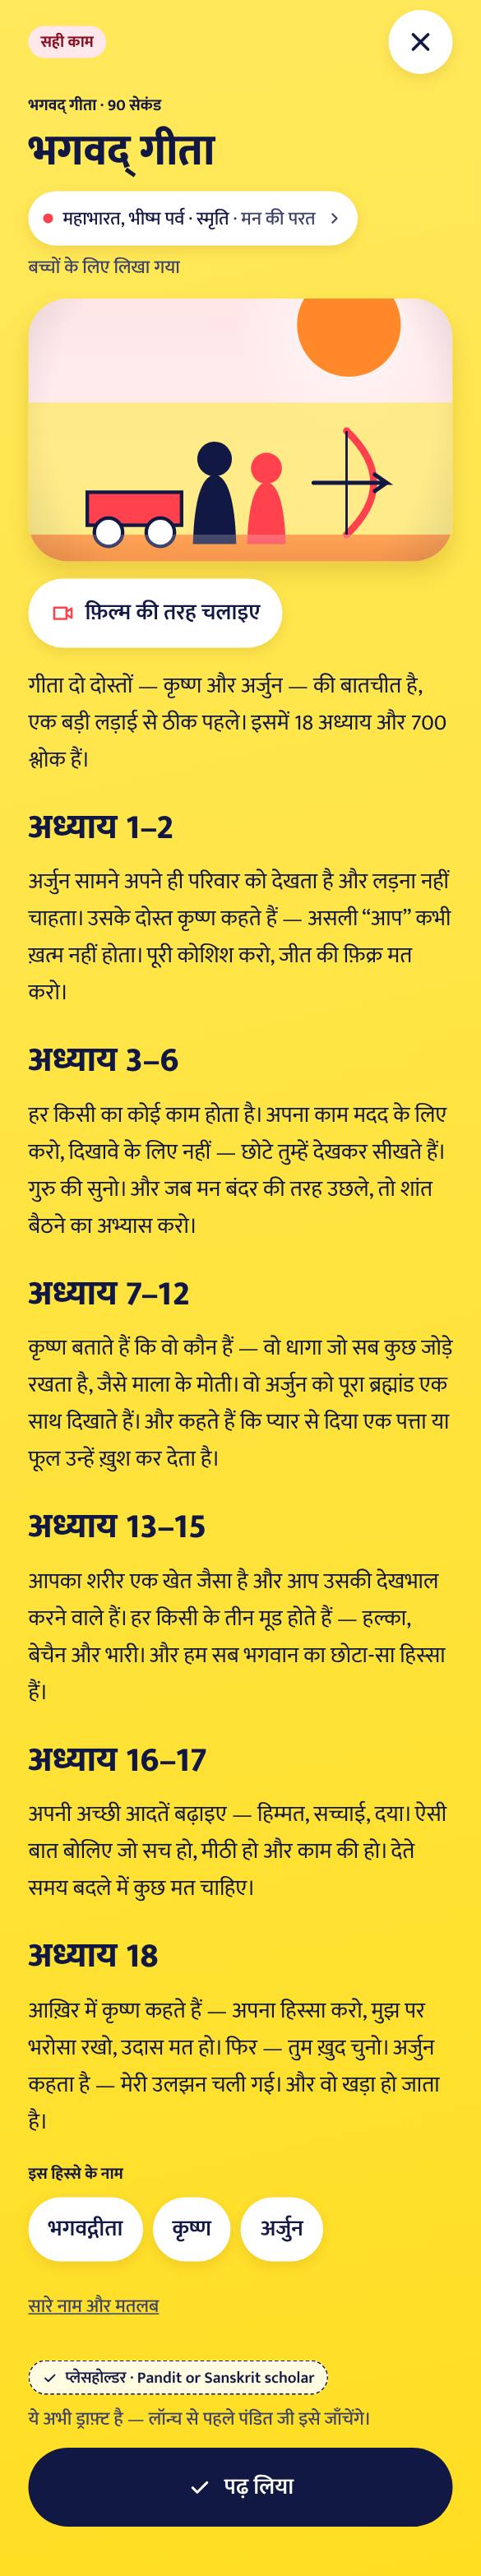 सही काम
भगवद् गीता · 90 सेकंड
भगवद् गीता
महाभारत, भीष्म पर्व · स्मृति · मन की परत
बच्चों के लिए लिखा गया
फ़िल्म की तरह चलाइए
गीता दो दोस्तों — कृष्ण और अर्जुन — की बातचीत है,
एक बड़ी लड़ाई से ठीक पहले। इसमें 18 अध्याय और 700
श्लोक हैं।
अध्याय 1–2
अर्जुन सामने अपने ही परिवार को देखता है और लड़ना नहीं
चाहता। उसके दोस्त कृष्ण कहते हैं — असली “आप” कभी
ख़त्म नहीं होता। पूरी कोशिश करो, जीत की फ़िक्र मत
करो।
अध्याय 3–6
हर किसी का कोई काम होता है। अपना काम मदद के लिए
करो, दिखावे के लिए नहीं — छोटे तुम्हें देखकर सीखते हैं।
गुरु की सुनो। और जब मन बंदर की तरह उछले, तो शांत
बैठने का अभ्यास करो।
अध्याय 7–12
कृष्ण बताते हैं कि वो कौन हैं — वो धागा जो सब कुछ जोड़े
रखता है, जैसे माला के मोती। वो अर्जुन को पूरा ब्रह्मांड एक
साथ दिखाते हैं। और कहते हैं कि प्यार से दिया एक पत्ता या
फूल उन्हें ख़ुश कर देता है।
अध्याय 13–15
आपका शरीर एक खेत जैसा है और आप उसकी देखभाल
करने वाले हैं। हर किसी के तीन मूड होते हैं — हल्का,
बेचैन और भारी। और हम सब भगवान का छोटा-सा हिस्सा
हैं।
अध्याय 16–17
अपनी अच्छी आदतें बढ़ाइए — हिम्मत, सच्चाई, दया। ऐसी
बात बोलिए जो सच हो, मीठी हो और काम की हो। देते
समय बदले में कुछ मत चाहिए।
अध्याय 18
आख़िर में कृष्ण कहते हैं — अपना हिस्सा करो, मुझ पर
भरोसा रखो, उदास मत हो। फिर — तुम ख़ुद चुनो। अर्जुन
कहता है — मेरी उलझन चली गई। और वो खड़ा हो जाता
है।
इस हिस्से के नाम
भगवद्गीता कृष्ण अर्जुन
सारे नाम और मतलब
प्लेसहोल्डर · Pandit or Sanskrit scholar
ये अभी ड्राफ़्ट है — लॉन्च से पहले पंडित जी इसे जाँचेंगे।
पढ़ लिया